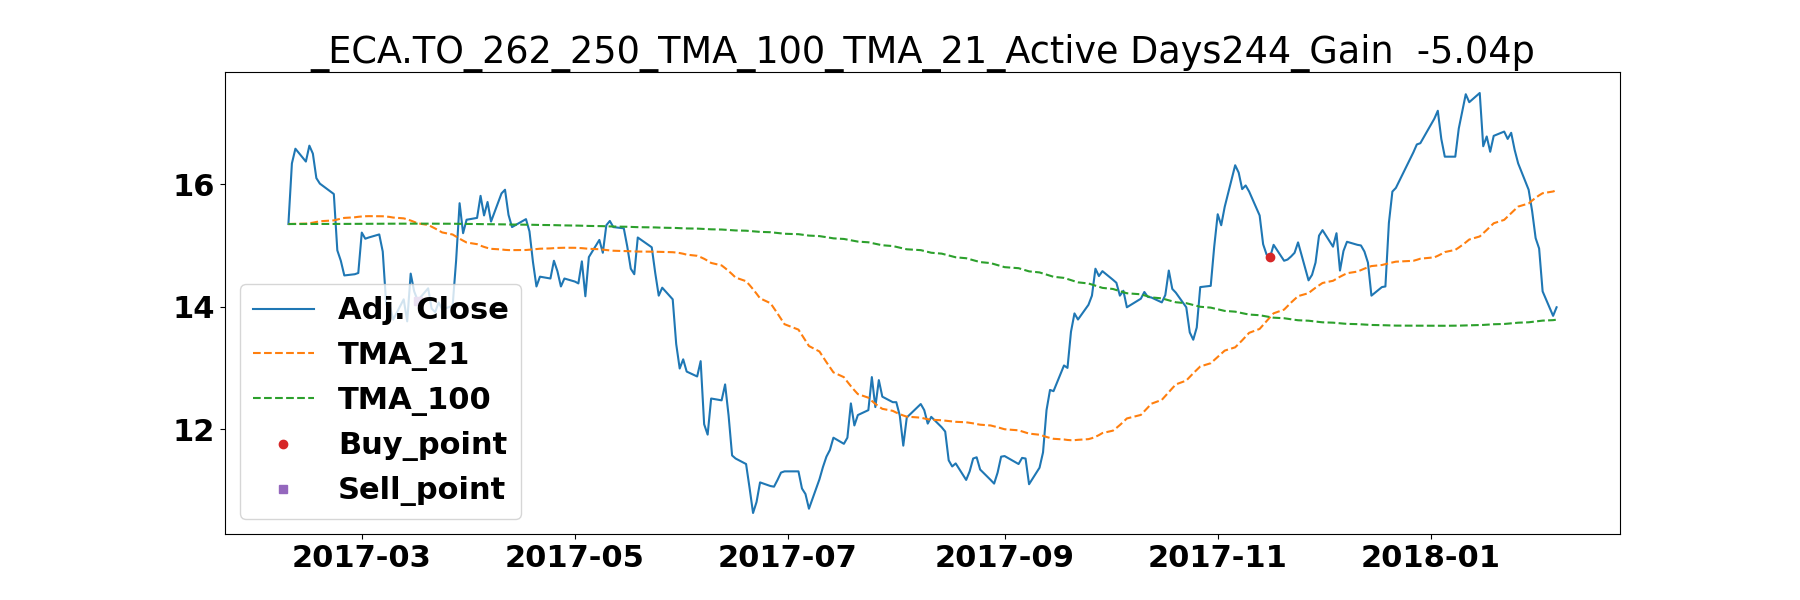 _ECA.TO_262_250_TMA_100_TMA_21_Active Days244_Gain  -5.04p
16
14
12
Adj. Close
TMA_21
TMA_100
Buy_point
Sell_point
2017-03 2017-05 2017-07 2017-09 2017-11 2018-01